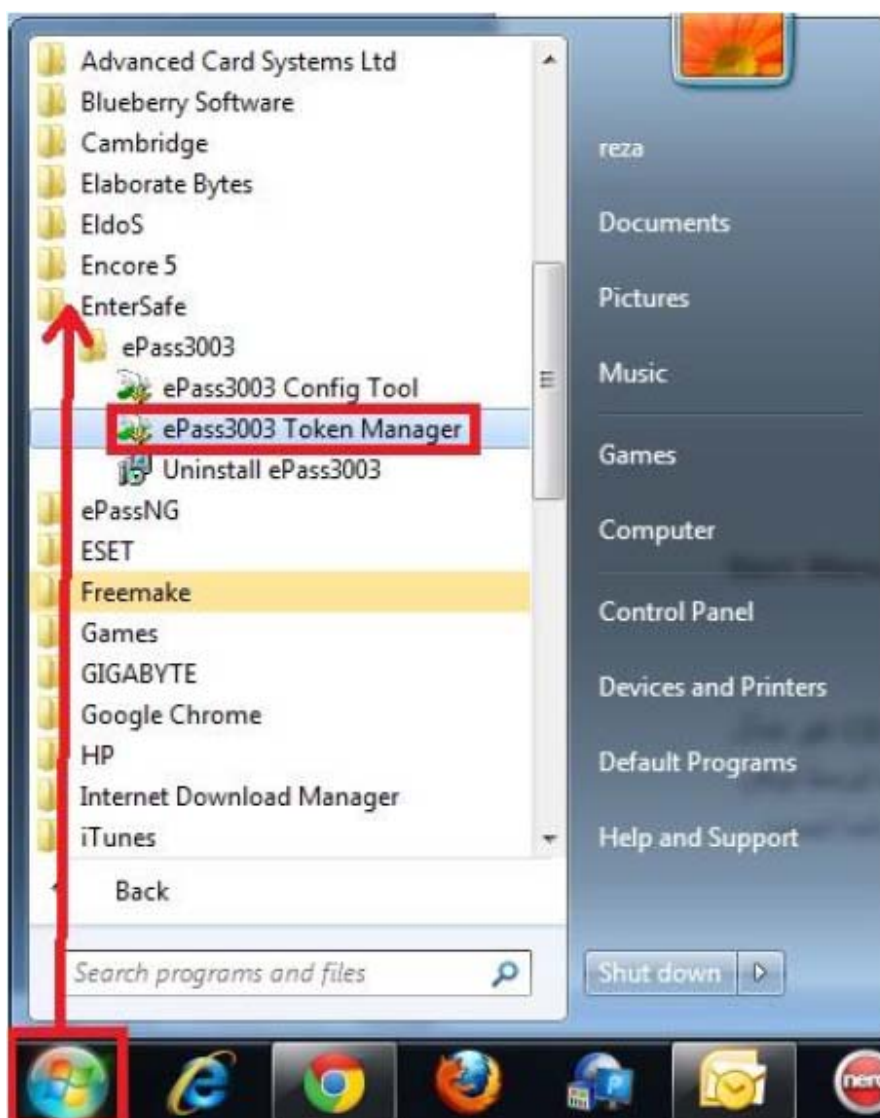 Advanced Card Systems Ltd
Blueberry Software
Cambridge
Elaborate Bytes
EldoS
Encore 5
EnterSafe
ePass3003
ePass3003 Config Tool
ePass3003 Token Manager
Uninstall ePass3003
ePassNG
ESET
Freemake
Games
GIGABYTE
Google Chrome
HP
Internet Download Manager
iTunes
Back
Search programs and files
reza
Documents
Pictures
Music
Games
Computer
Control Panel
Devices and Printers
Default Programs
Help and Support
Shut down
P
nero